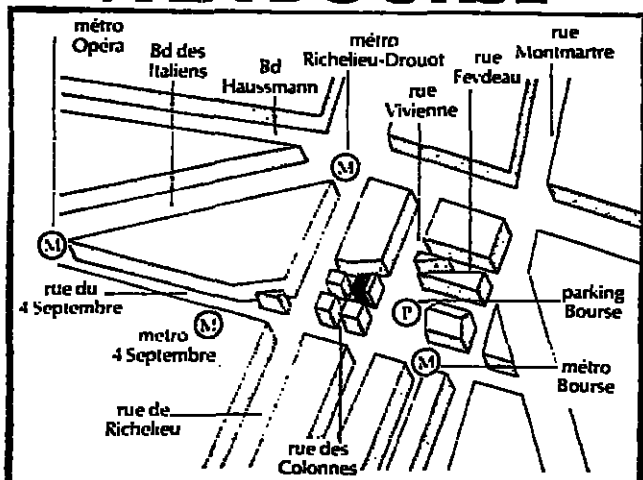 métro
Opéra
Bd des
Italiens
Bd
Haussmann
métro
Richelieu-Drouot
rue
Vivienne
rue
Feydeau
rue
Montmartre
M
M
rue du
4 Septembre
M
metro
4 Septembre
P
parking
Bourse
M
métro
Bourse
rue de
Richelieu
rue des
Colonnes